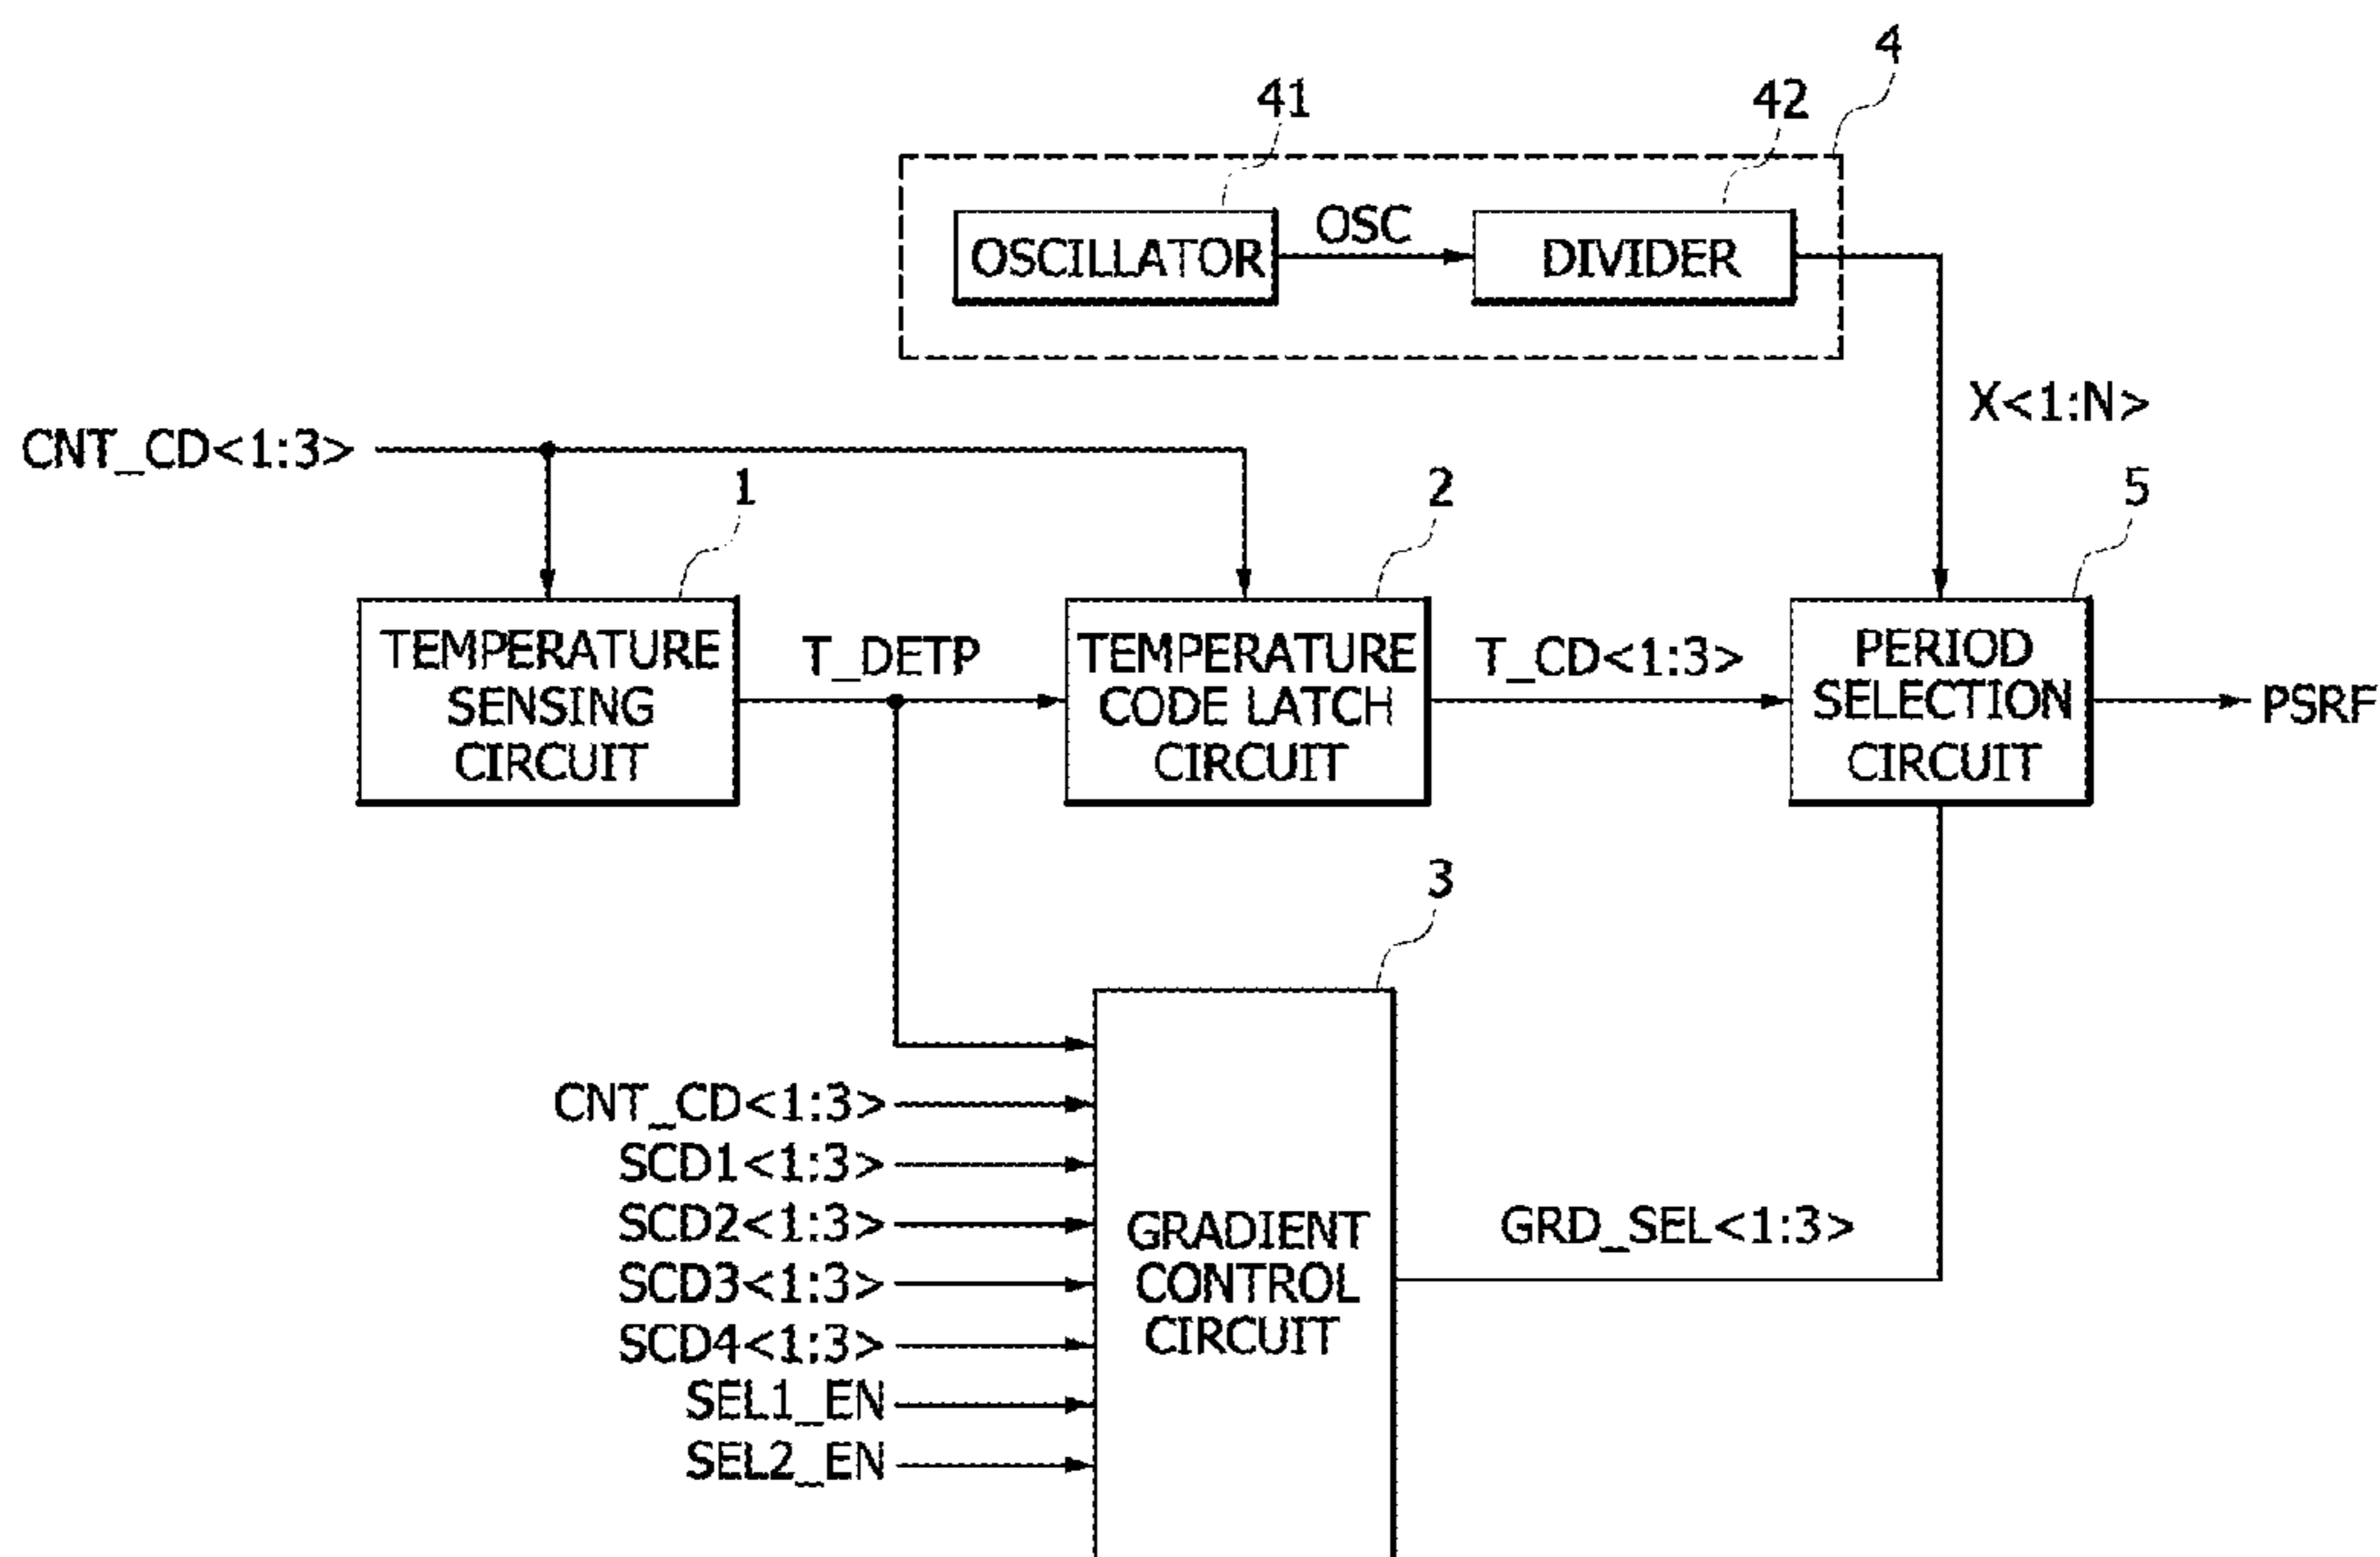 4
41
42
OSCILLATOR
OSC
DIVIDER
X<1:N>
CNT_CD<1:3>
1
2
5
TEMPERATURE
SENSING
CIRCUIT
T_DETP
TEMPERATURE
CODE LATCH
CIRCUIT
T_CD<1:3>
PERIOD
SELECTION
CIRCUIT
PSRF
3
CNT_CD<1:3>
SCD1<1:3>
SCD2<1:3>
SCD3<1:3>
SCD4<1:3>
SEL1_EN
SEL2_EN
GRADIENT
CONTROL
CIRCUIT
GRD_SEL<1:3>